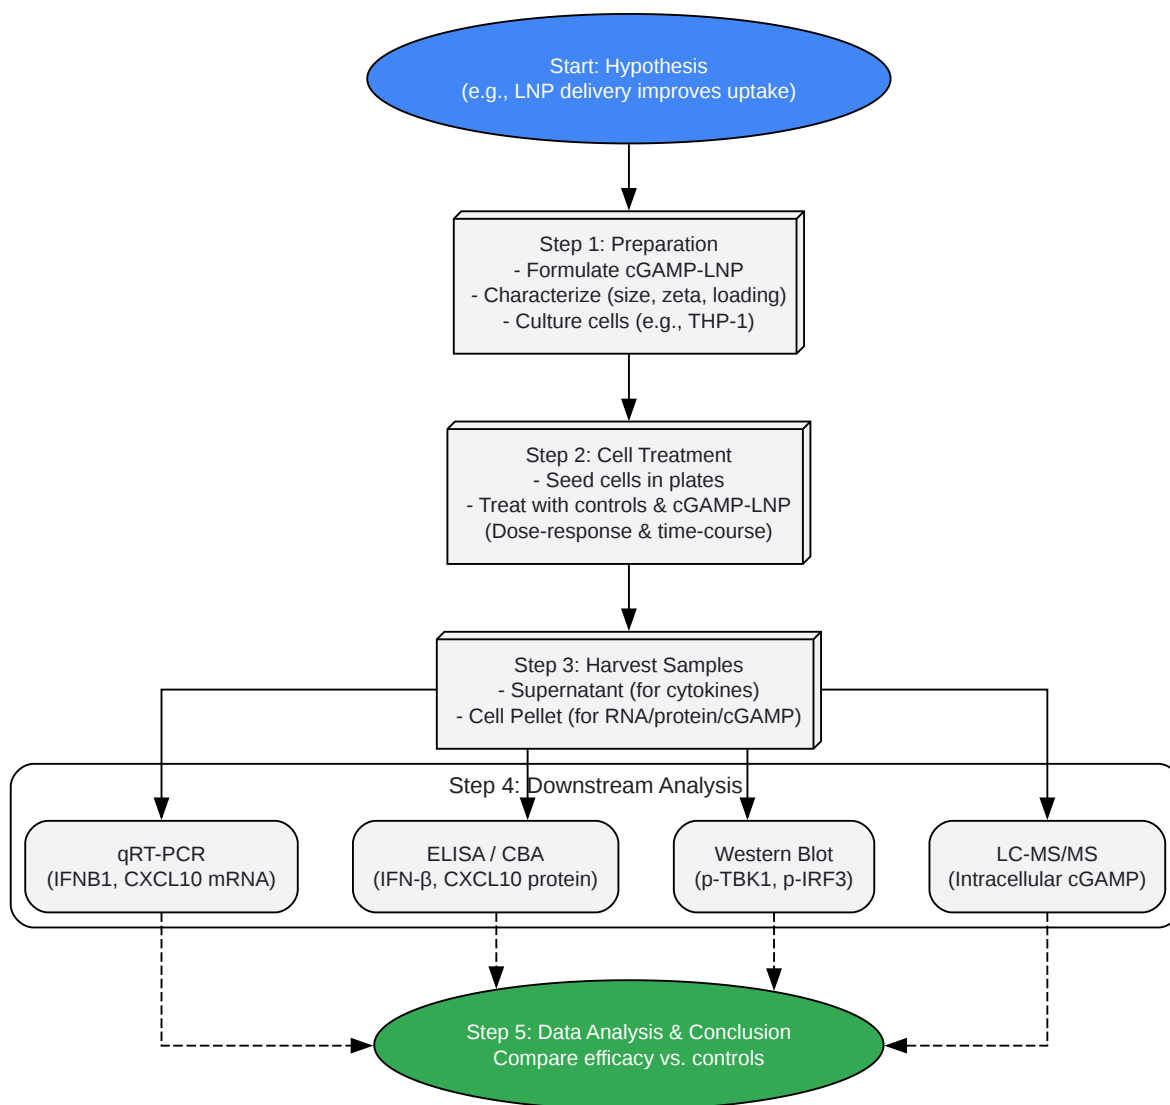 Start: Hypothesis
(e.g., LNP delivery improves uptake)
Step 1: Preparation
- Formulate cGAMP-LNP
- Characterize (size, zeta, loading)
- Culture cells (e.g., THP-1)
Step 2: Cell Treatment
- Seed cells in plates
- Treat with controls & cGAMP-LNP
(Dose-response & time-course)
Step 3: Harvest Samples
- Supernatant (for cytokines)
- Cell Pellet (for RNA/protein/cGAMP)
Step 4: Downstream Analysis
qRT-PCR
(IFNB1, CXCL10 mRNA)
ELISA / CBA
(IFN-β, CXCL10 protein)
Western Blot
(p-TBK1, p-IRF3)
LC-MS/MS
(Intracellular cGAMP)
Step 5: Data Analysis & Conclusion
Compare efficacy vs. controls